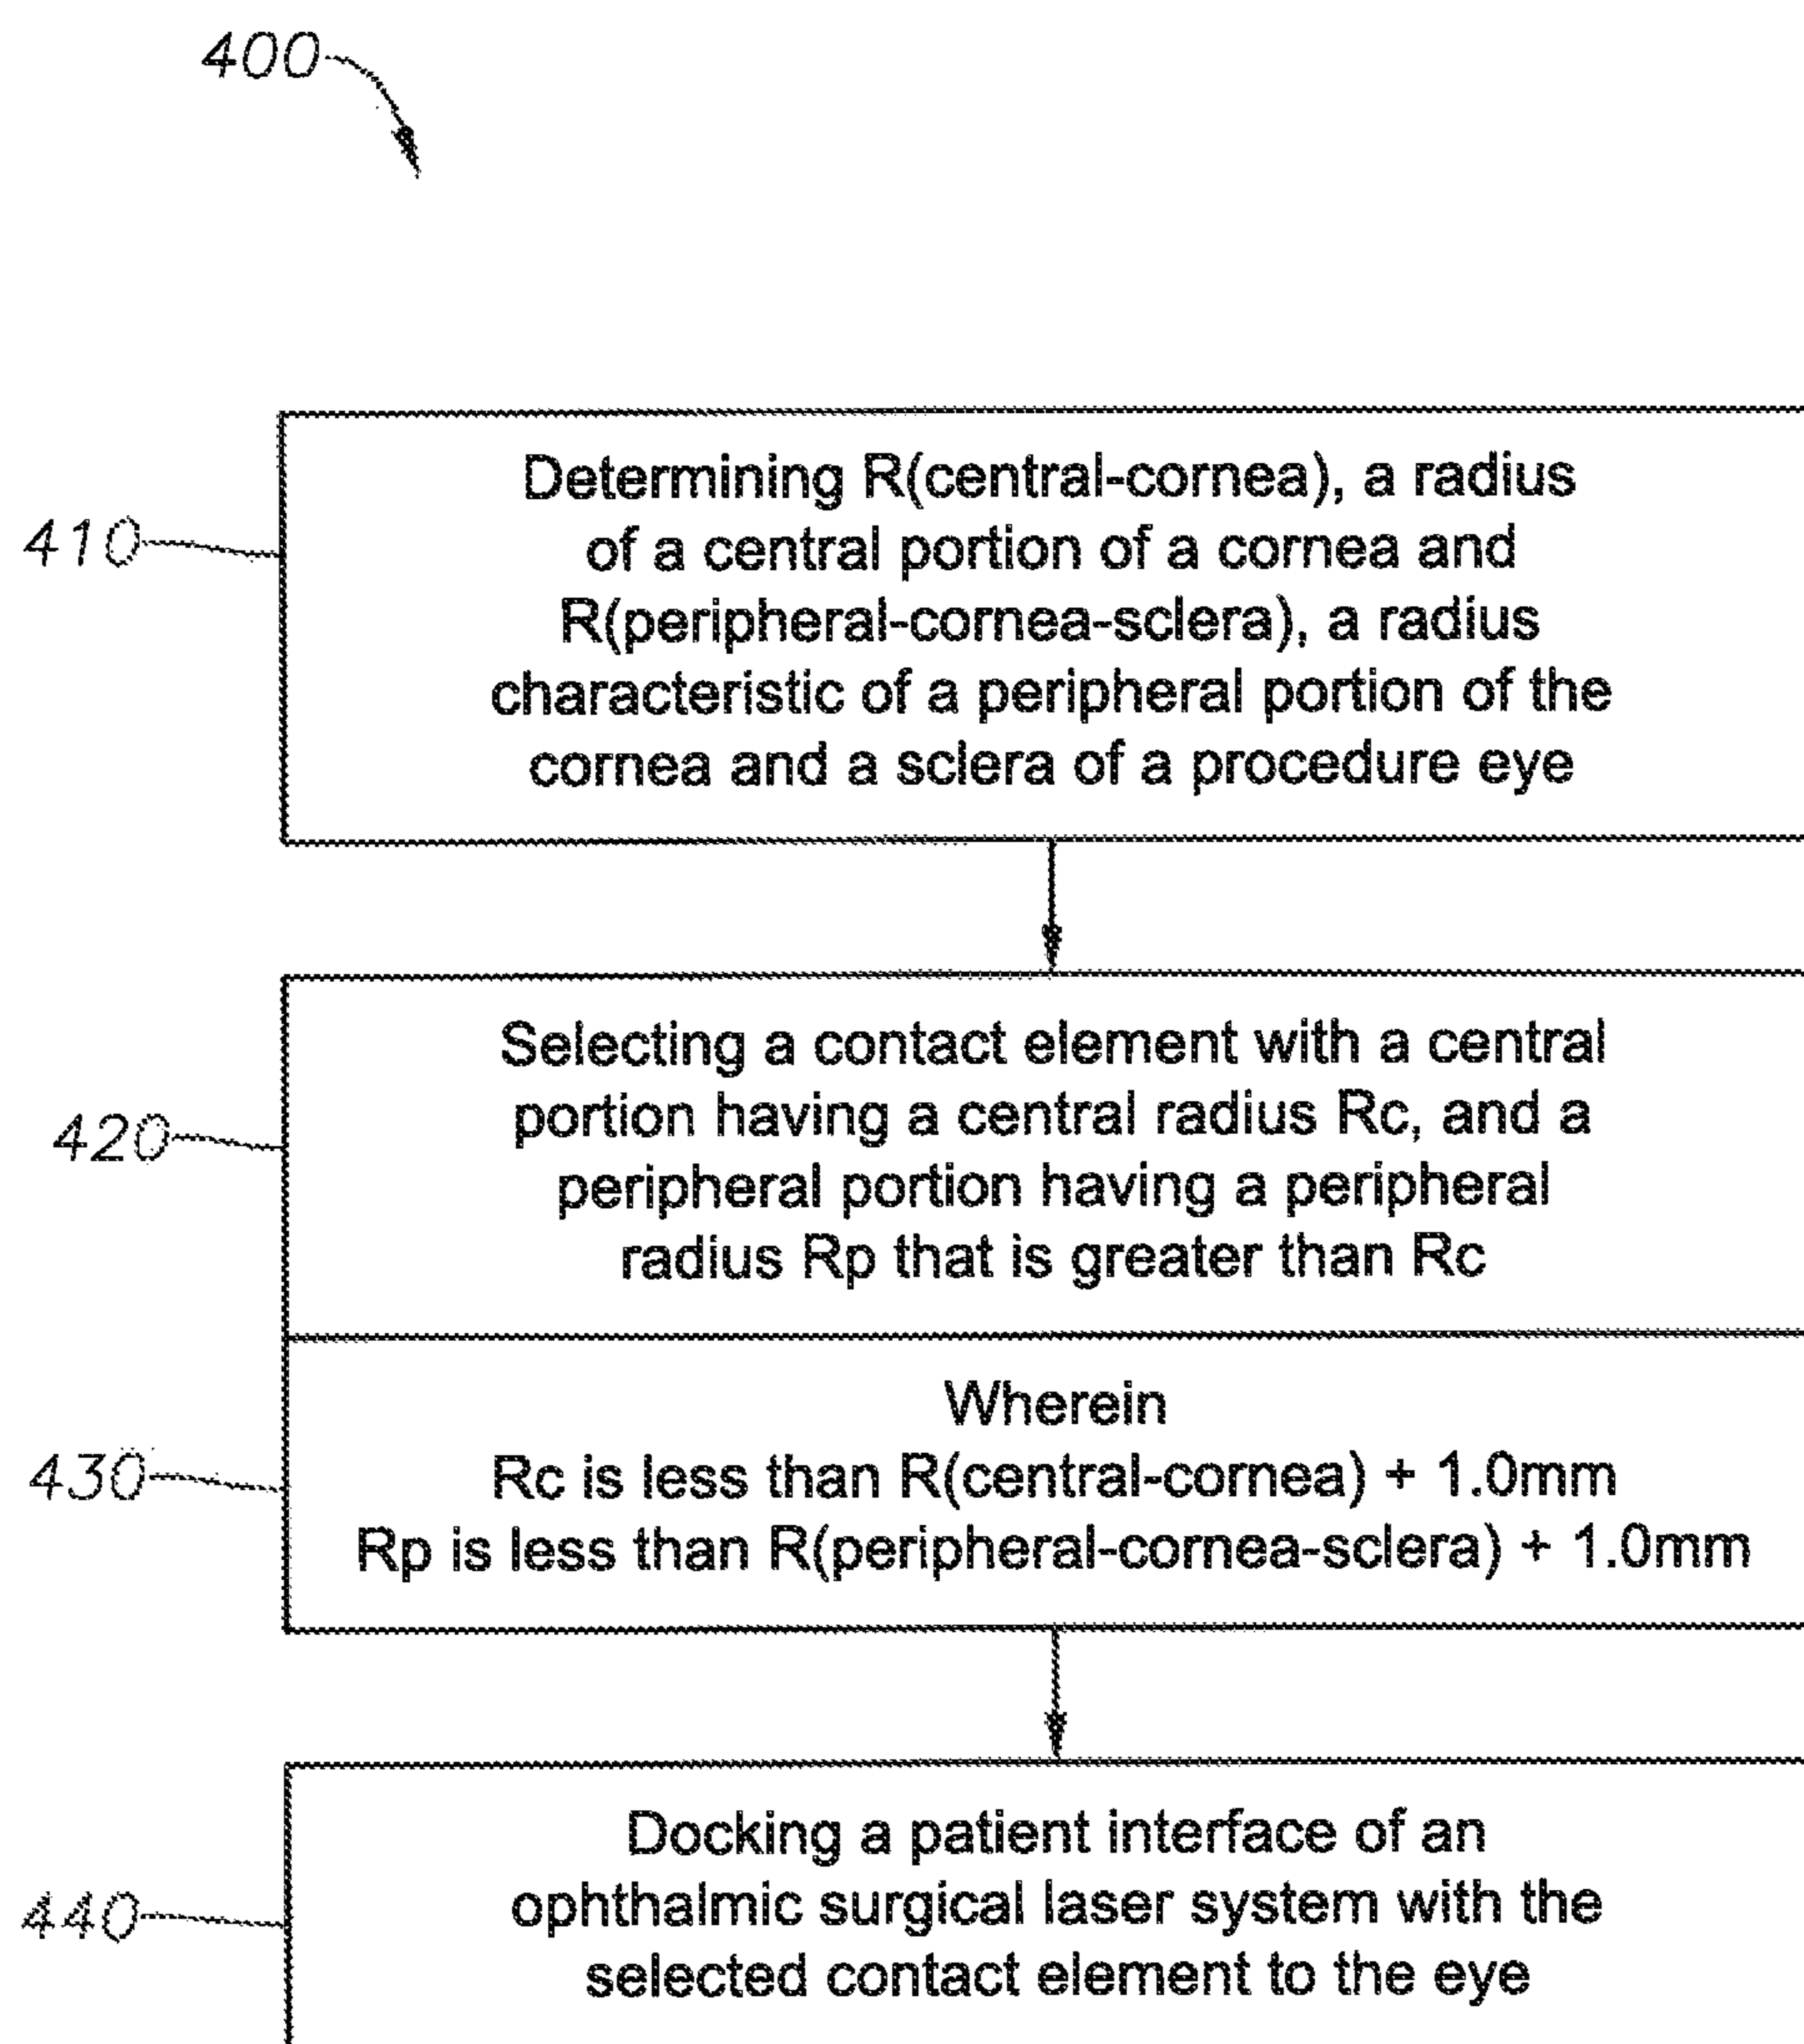 400
410
Determining R(central-cornea), a radius
of a central portion of a cornea and
R(peripheral-cornea-sclera), a radius
characteristic of a peripheral portion of the
cornea and a sclera of a procedure eye
420
Selecting a contact element with a central
portion having a central radius Rc, and a
peripheral portion having a peripheral
radius Rp that is greater than Rc
430
Wherein
Rc is less than R(central-cornea) + 1.0mm
Rp is less than R(peripheral-cornea-sclera) + 1.0mm
440
Docking a patient interface of an
ophthalmic surgical laser system with the
selected contact element to the eye